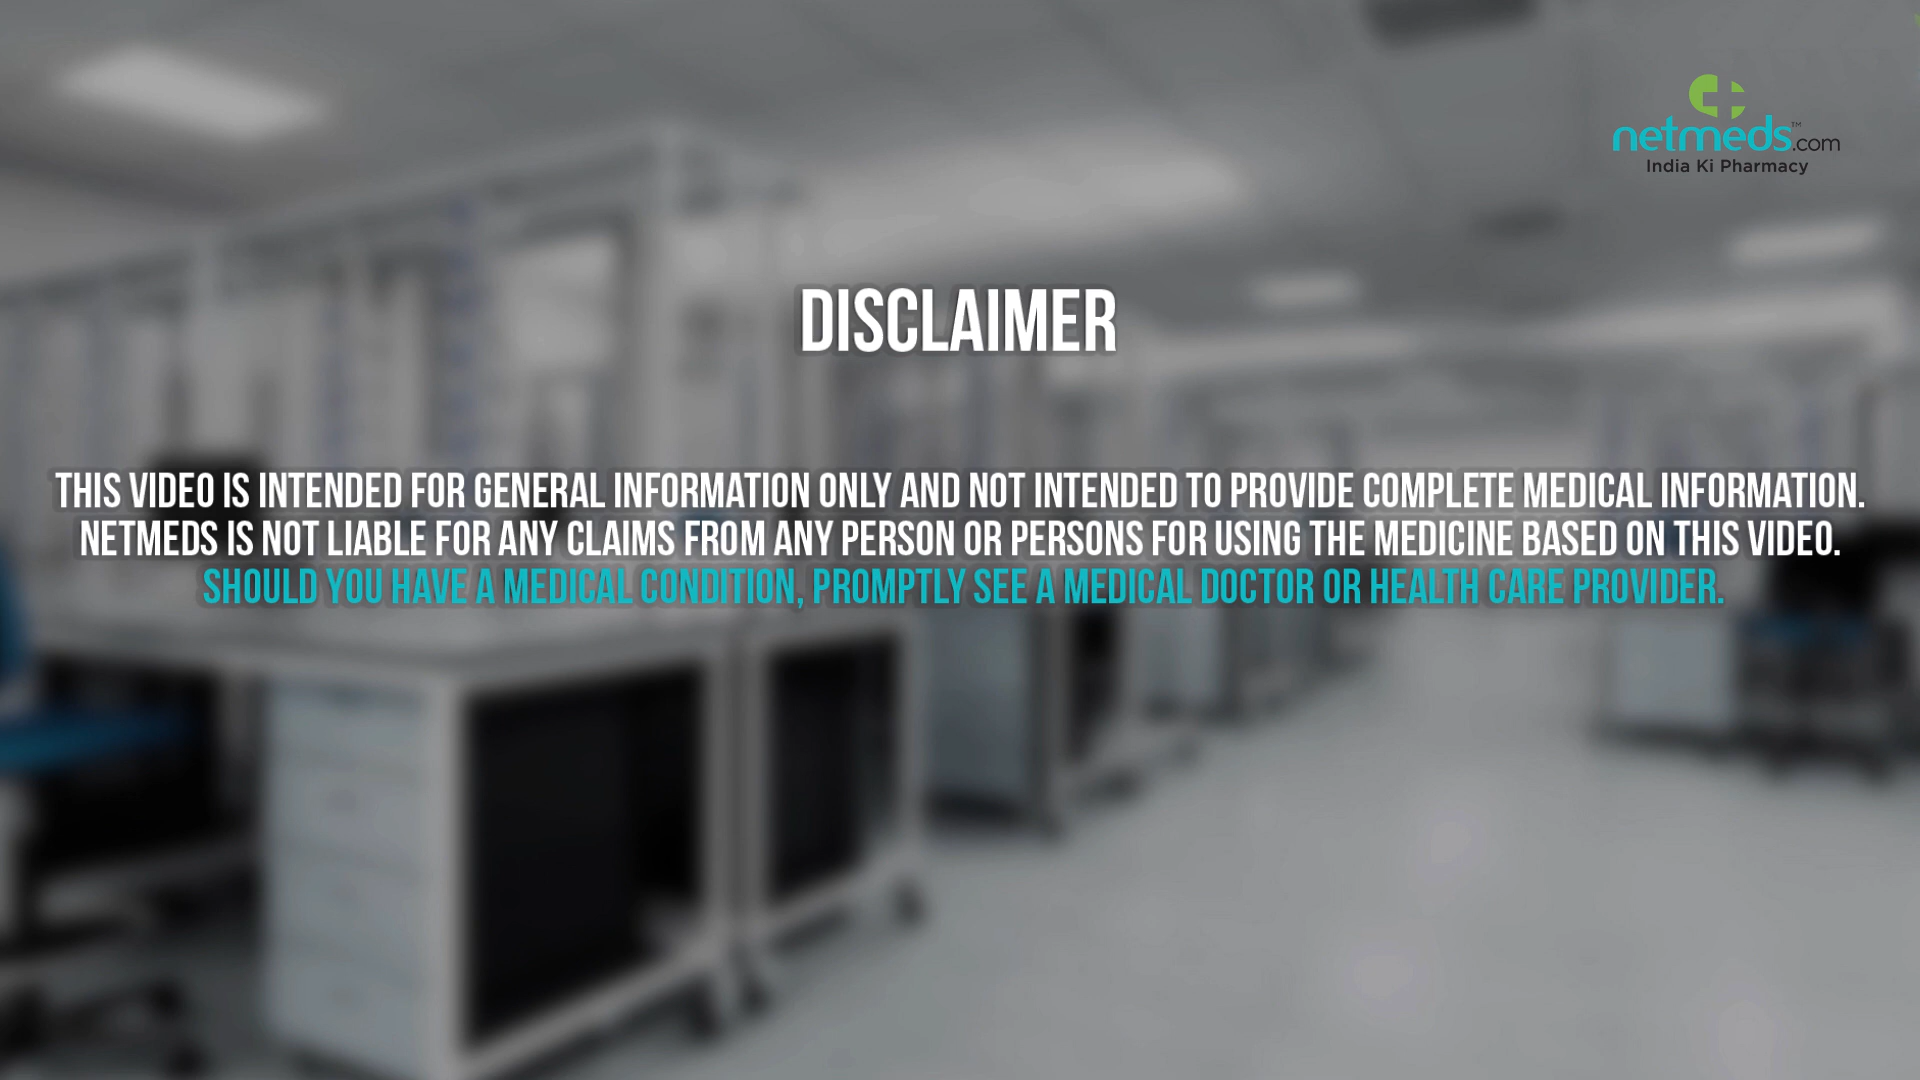 netmeds.com™
India Ki Pharmacy
DISCLAIMER
THIS VIDEO IS INTENDED FOR GENERAL INFORMATION ONLY AND NOT INTENDED TO PROVIDE COMPLETE MEDICAL INFORMATION.
NETMEDS IS NOT LIABLE FOR ANY CLAIMS FROM ANY PERSON OR PERSONS FOR USING THE MEDICINE BASED ON THIS VIDEO.
SHOULD YOU HAVE A MEDICAL CONDITION, PROMPTLY SEE A MEDICAL DOCTOR OR HEALTH CARE PROVIDER.